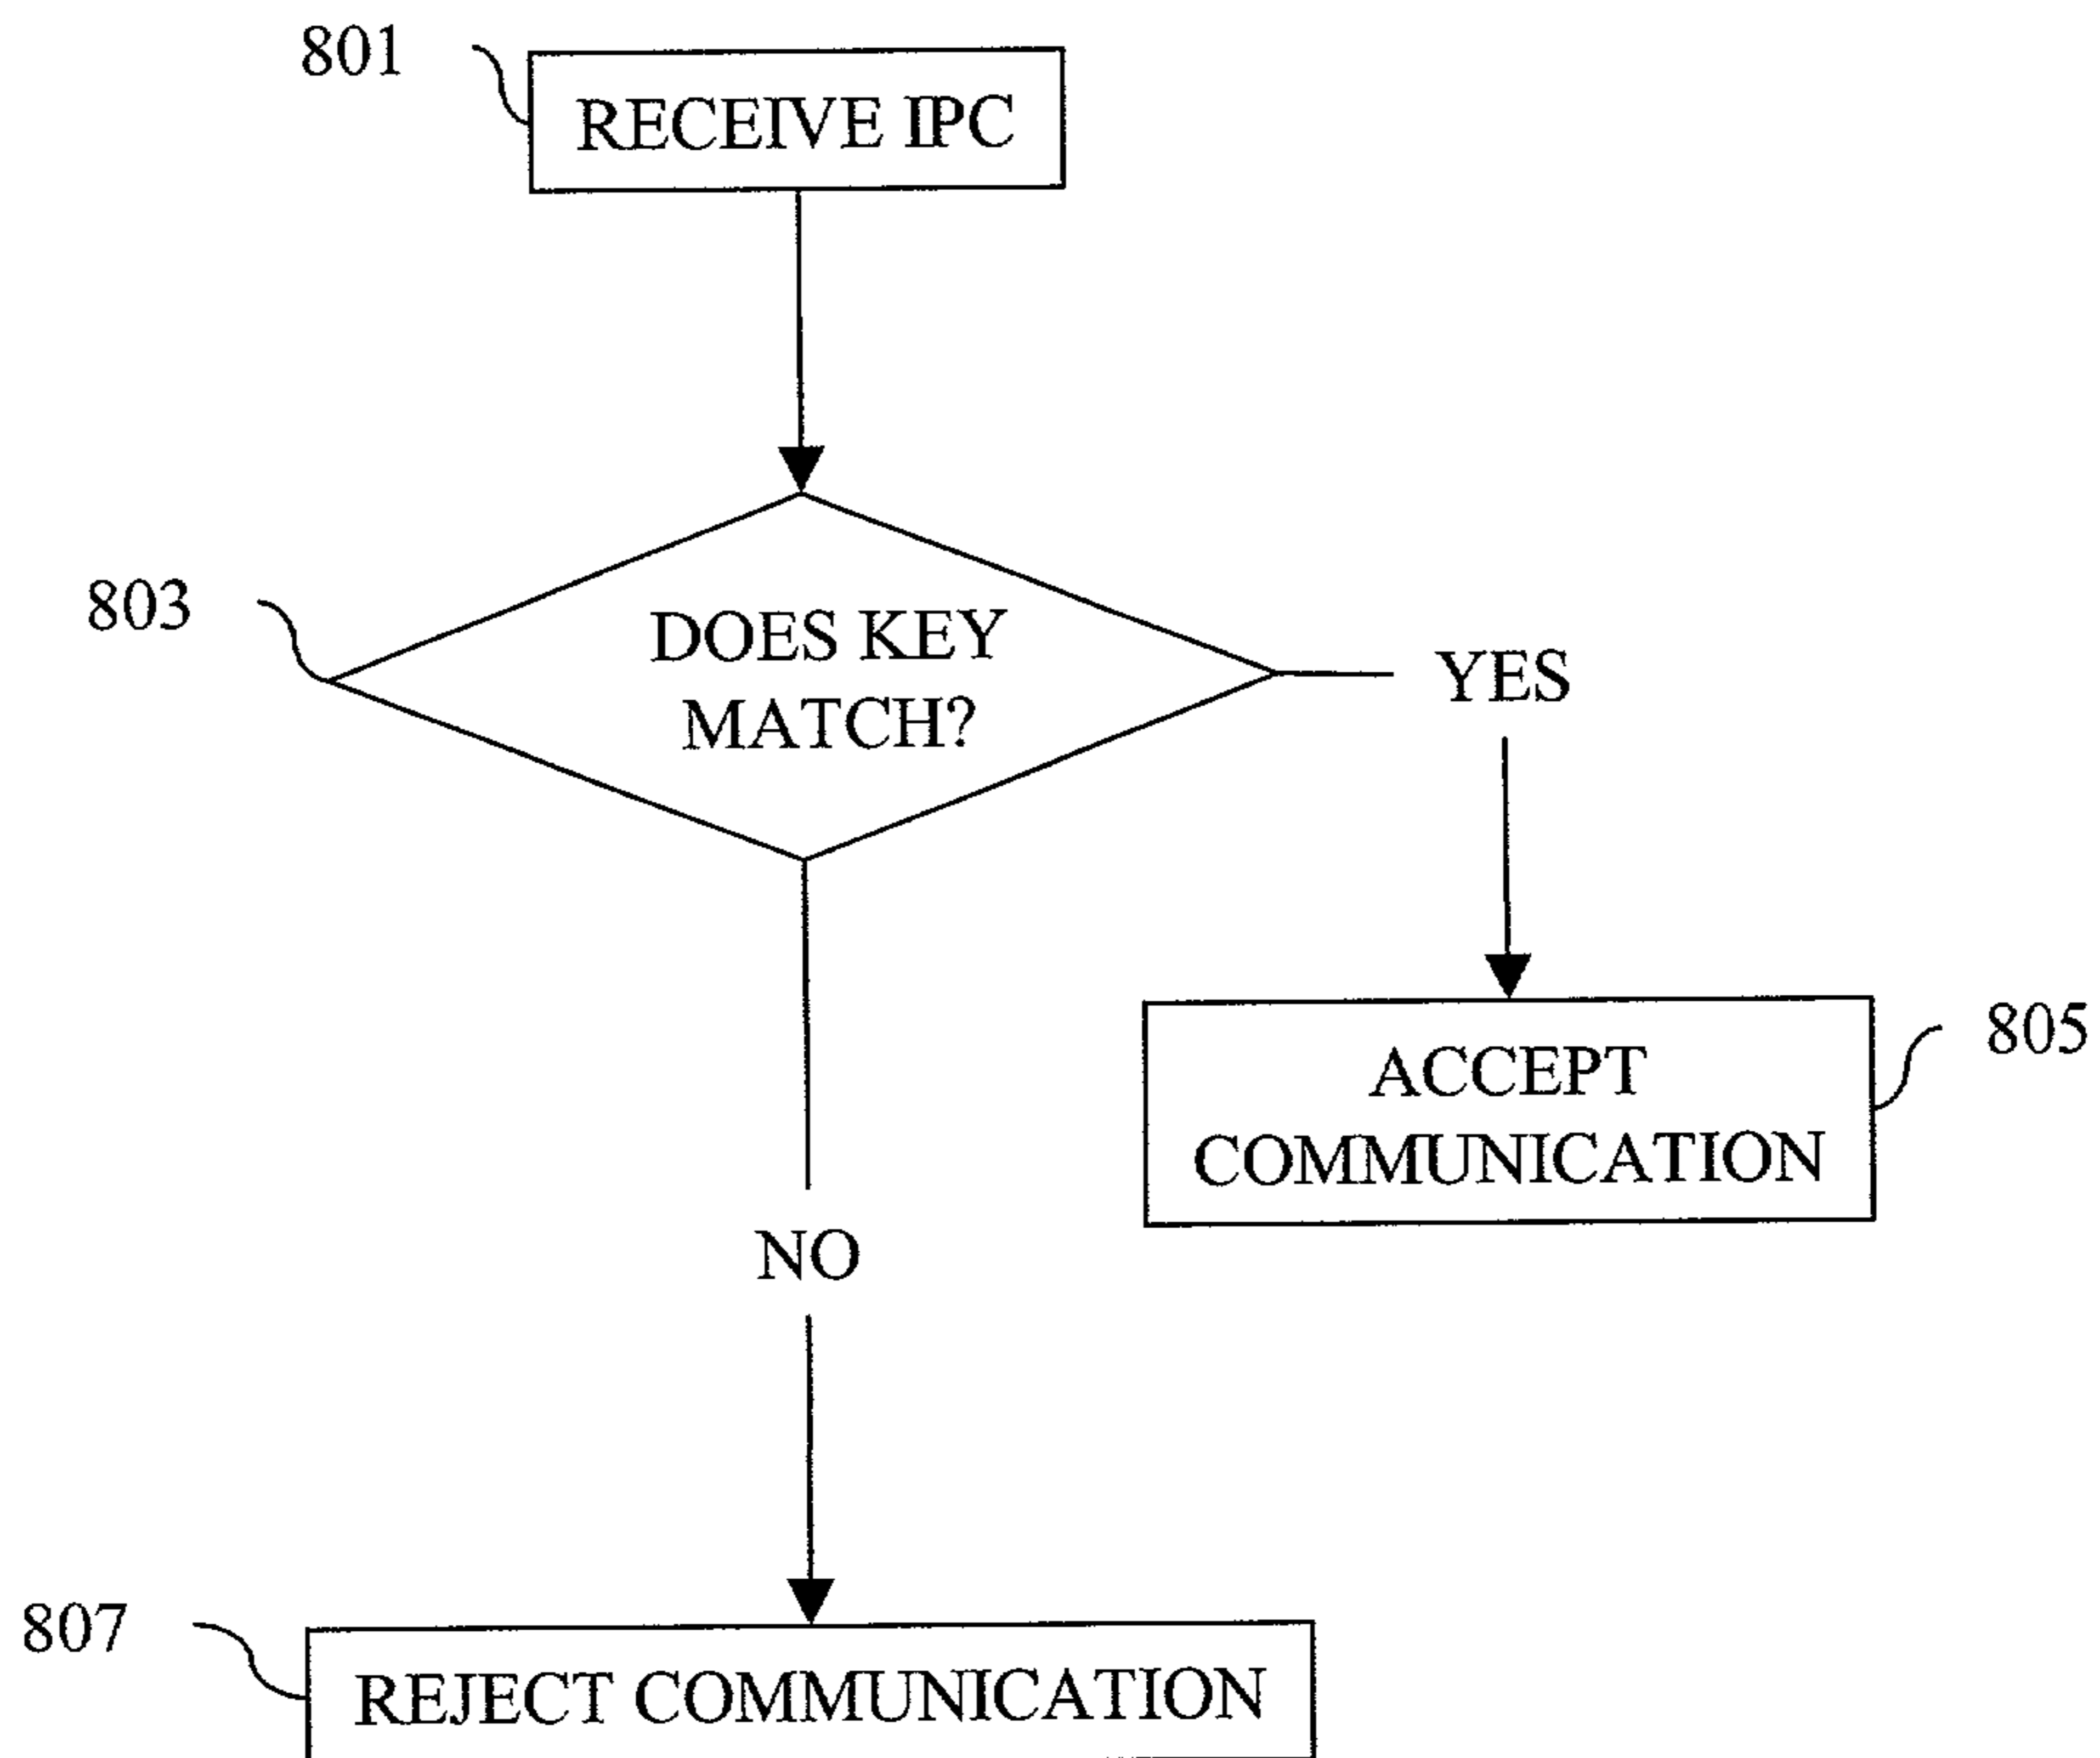 801
RECEIVE IPC
803
DOES KEY
MATCH?
YES
805
ACCEPT
COMMUNICATION
NO
807
REJECT COMMUNICATION